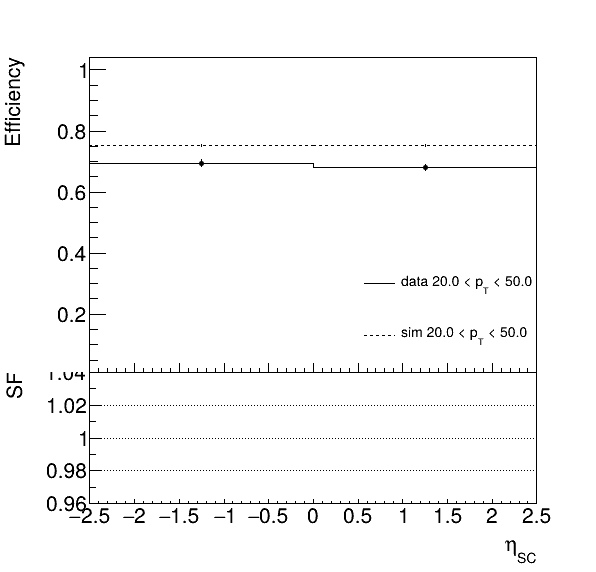 Efficiency
1
0.8
0.6
0.4
0.2
data 20.0 < p_T < 50.0
sim 20.0 < p_T < 50.0
SF
1.04
1.02
1
0.98
0.96
−2.5 −2 −1.5 −1 −0.5 0 0.5 1 1.5 2 2.5
η_SC